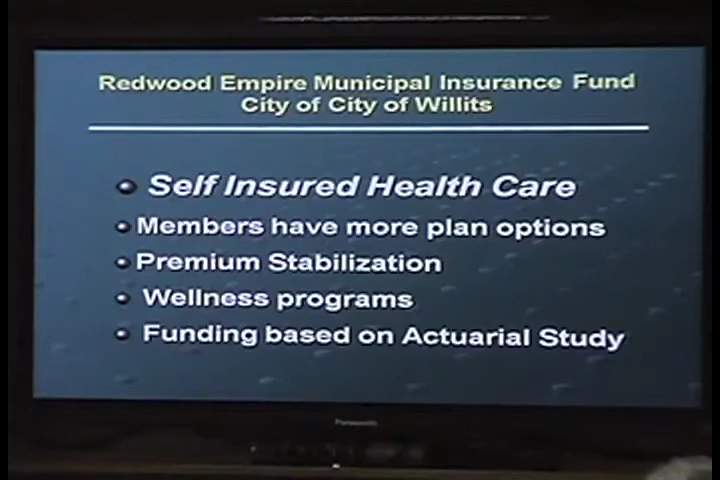 Redwood Empire Municipal Insurance Fund
City of City of Willits
Self Insured Health Care
Members have more plan options
Premium Stabilization
Wellness programs
Funding based on Actuarial Study
Panasonic